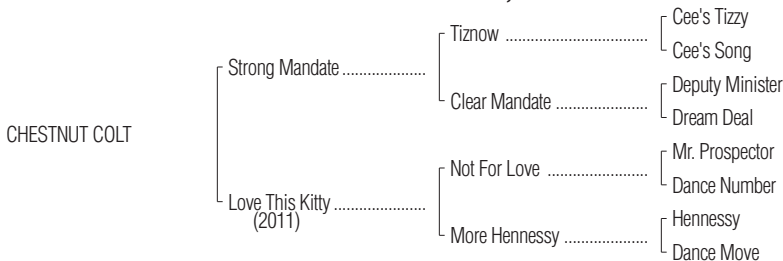 Cee's Tizzy
Tiznow ..................................
Cee's Song
Strong Mandate ....................
Deputy Minister
Clear Mandate ......................
Dream Deal
CHESTNUT COLT
Mr. Prospector
Not For Love ........................
Dance Number
Love This Kitty ......................
(2011)
Hennessy
More Hennessy ....................
Dance Move